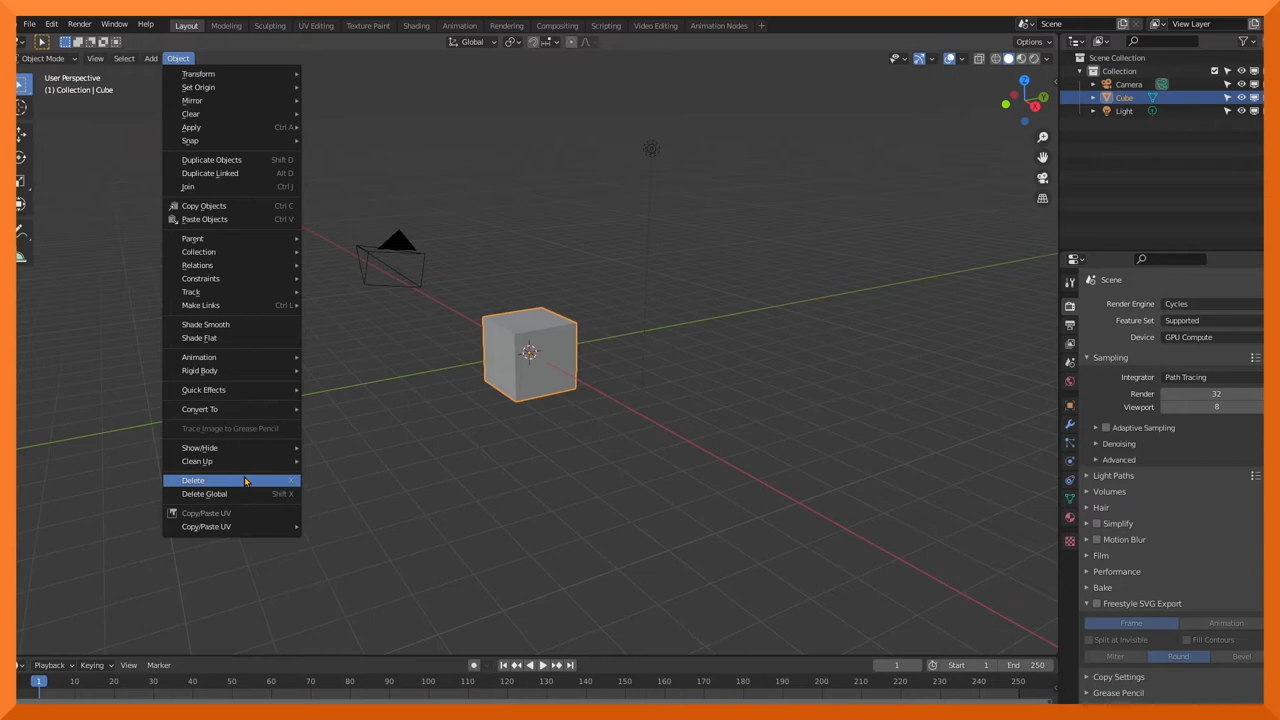 File Edit Render Window Help Layout Modeling Sculpting UV Editing Texture Paint Shading Animation Rendering Compositing Scripting Video Editing Animation Nodes + Scene View Layer
Global Options
Object Mode View Select Add Object
User Perspective
(1) Collection | Cube
Transform
Set Origin
Mirror
Clear
Apply Ctrl A
Snap
Duplicate Objects Shift D
Duplicate Linked Alt D
Join Ctrl J
Copy Objects Ctrl C
Paste Objects Ctrl V
Parent
Collection
Relations
Constraints
Track
Make Links Ctrl L
Shade Smooth
Shade Flat
Animation
Rigid Body
Quick Effects
Convert To
Trace Image to Grease Pencil
Show/Hide
Clean Up
Delete X
Delete Global Shift X
Copy/Paste UV
Copy/Paste UV
Z
Y
X
Scene Collection
Collection
Camera
Cube
Light
Scene
Render Engine Cycles
Feature Set Supported
Device GPU Compute
Sampling
Integrator Path Tracing
Render 32
Viewport 8
Adaptive Sampling
Denoising
Advanced
Light Paths
Volumes
Hair
Simplify
Motion Blur
Film
Performance
Bake
Freestyle SVG Export
Frame Animation
Split at Invisible Fill Contours
Miter Round Bevel
Copy Settings
Grease Pencil
Playback Keying View Marker 1 Start 1 End 250
1 10 20 30 40 50 60 70 80 90 100 110 120 130 140 150 160 170 180 190 200 210 220 230 240 250